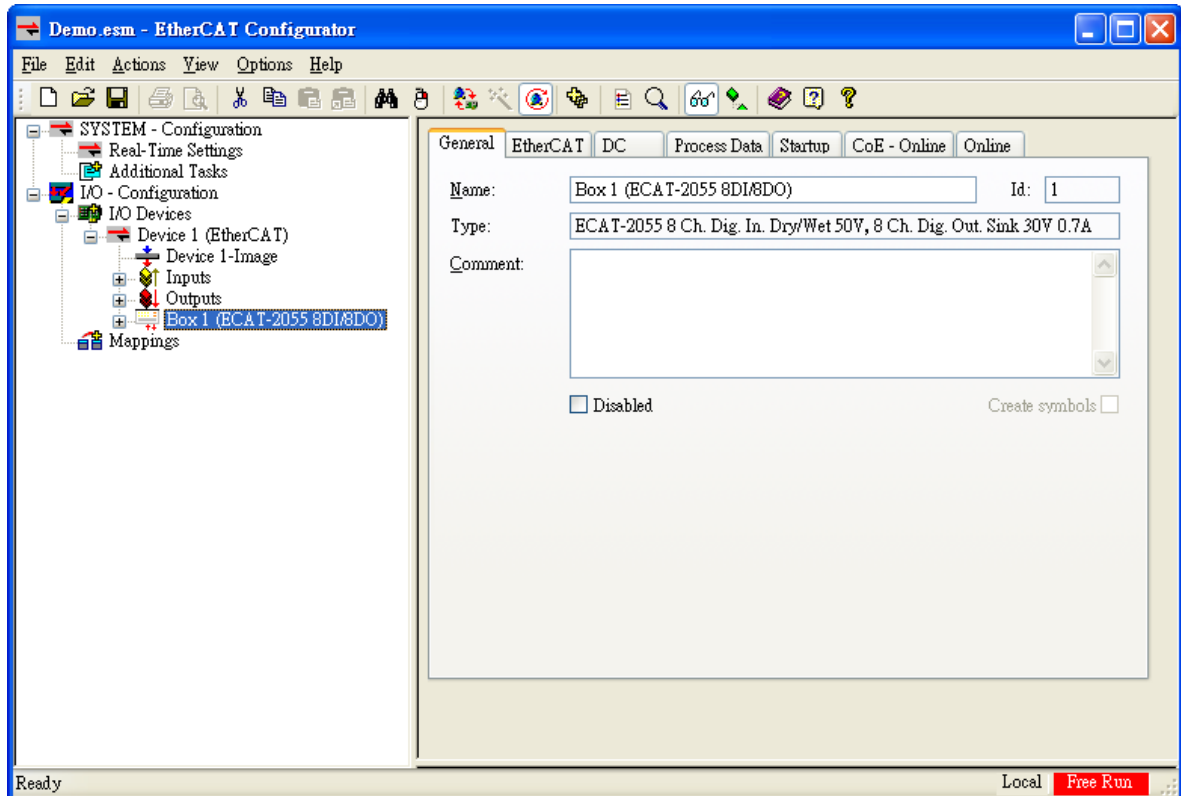 Demo.esm - EtherCAT Configurator
File Edit Actions View Options Help
SYSTEM - Configuration
Real-Time Settings
Additional Tasks
I/O - Configuration
I/O Devices
Device 1 (EtherCAT)
Device 1-Image
Inputs
Outputs
Box 1 (ECAT-2055 8DI/8DO)
Mappings
General EtherCAT DC Process Data Startup CoE - Online Online
Name: Box 1 (ECAT-2055 8DI/8DO) Id: 1
Type: ECAT-2055 8 Ch. Dig. In. Dry/Wet 50V, 8 Ch. Dig. Out. Sink 30V 0.7A
Comment:
Disabled Create symbols
Ready Local Free Run